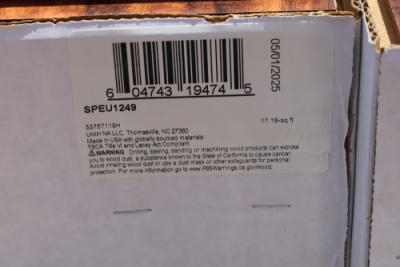 05/01/2025
6 04743 19474 5
SPEU1249
33757119H
17.18-sq ft
Unilin NA LLC, Thomasville, NC 27360
Made in USA with globally sourced materials.
TSCA Title VI and Lacey Act Compliant
⚠WARNING: Drilling, sawing, sanding or machining wood products can expose
you to wood dust, a substance known to the State of California to cause cancer.
Avoid inhaling wood dust or use a dust mask or other safeguards for personal
protection. For more information go to www.P65Warnings.ca.gov/wood.